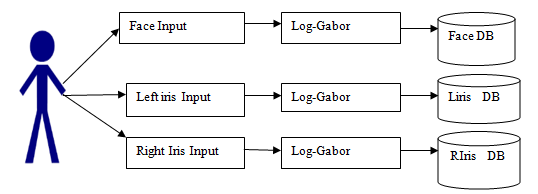 Face Input Log-Gabor Face DB
Left iris Input Log-Gabor Liris DB
Right Iris Input Log-Gabor RIris DB